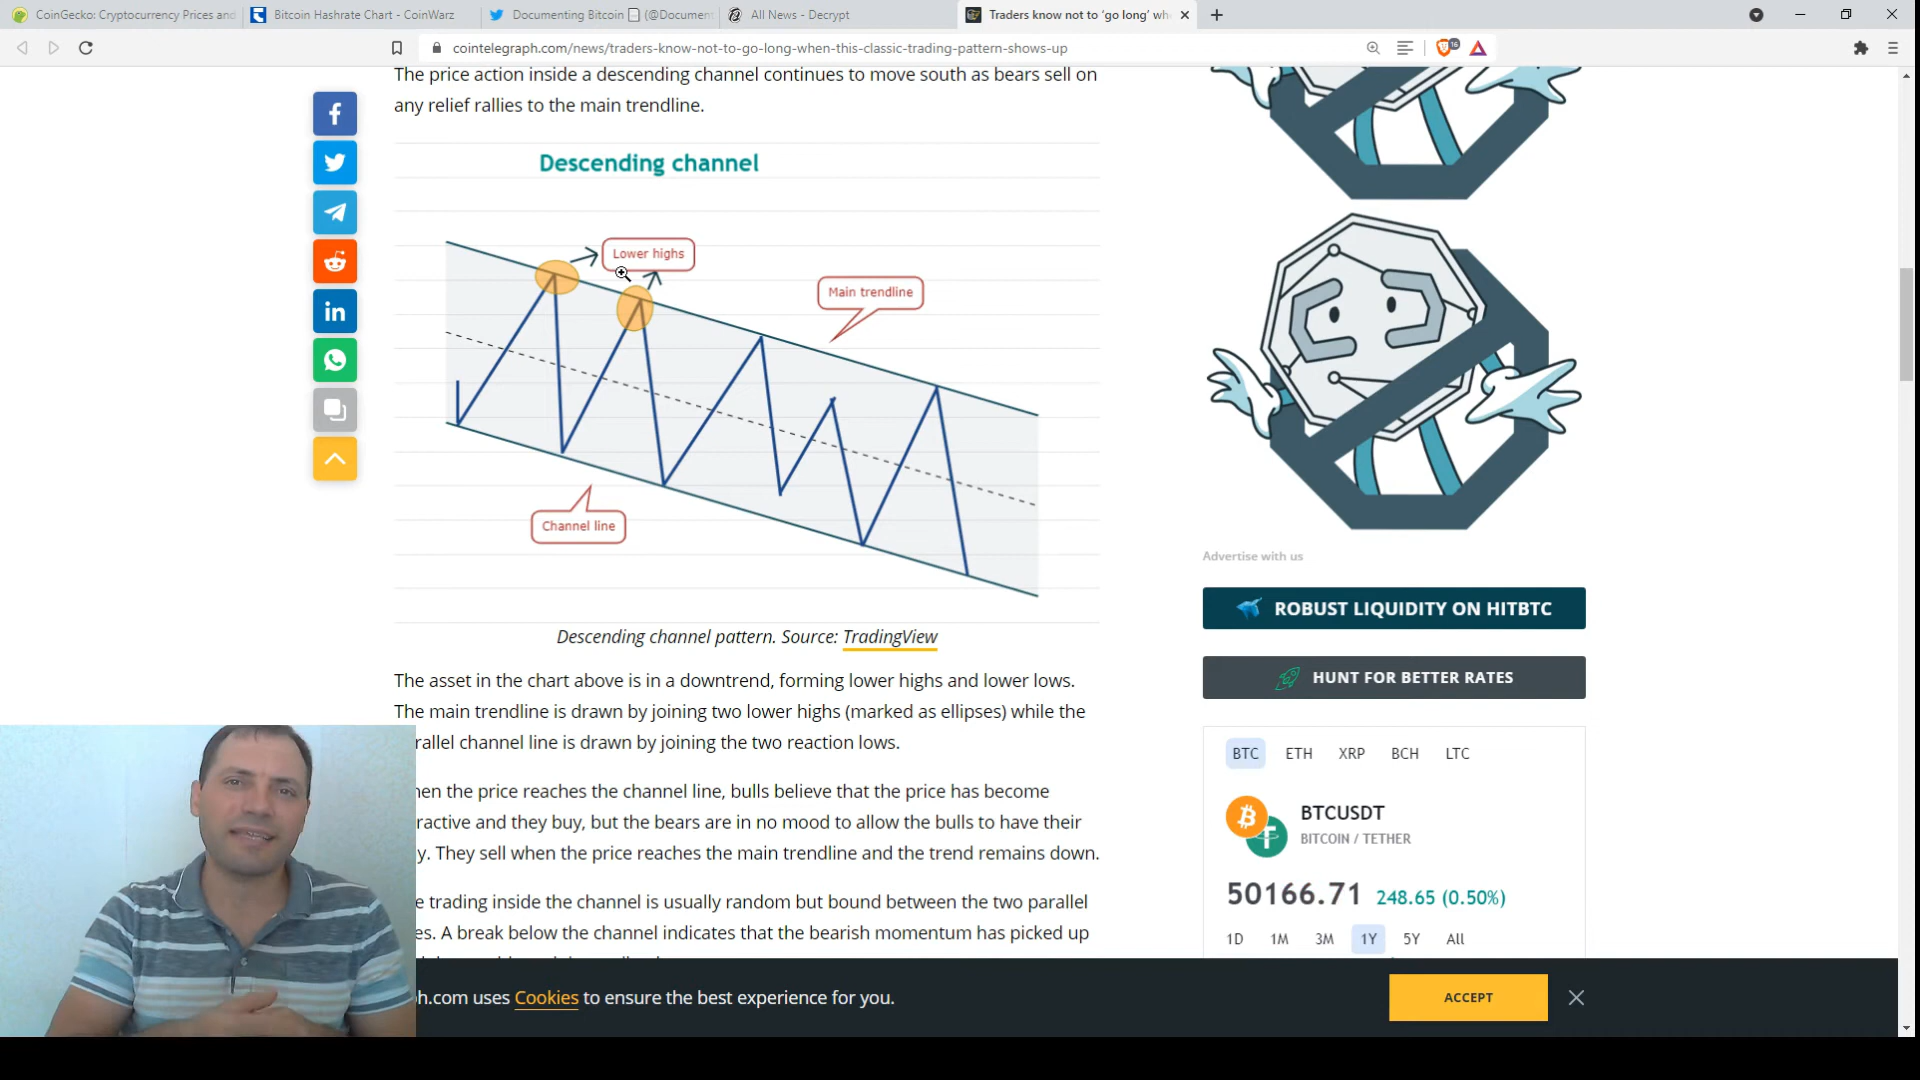 CoinGecko: Cryptocurrency Prices and
Bitcoin Hashrate Chart - CoinWarz
Documenting Bitcoin (@Documen
All News - Decrypt
Traders know not to 'go long' wh
cointelegraph.com/news/traders-know-not-to-go-long-when-this-classic-trading-pattern-shows-up
16
The price action inside a descending channel continues to move south as bears sell on
any relief rallies to the main trendline.
Descending channel
Lower highs
Main trendline
Channel line
Descending channel pattern. Source: TradingView
The asset in the chart above is in a downtrend, forming lower highs and lower lows.
The main trendline is drawn by joining two lower highs (marked as ellipses) while the
rallel channel line is drawn by joining the two reaction lows.
hen the price reaches the channel line, bulls believe that the price has become
ractive and they buy, but the bears are in no mood to allow the bulls to have their
y. They sell when the price reaches the main trendline and the trend remains down.
e trading inside the channel is usually random but bound between the two parallel
es. A break below the channel indicates that the bearish momentum has picked up
Advertise with us
ROBUST LIQUIDITY ON HITBTC
HUNT FOR BETTER RATES
BTC ETH XRP BCH LTC
BTCUSDT
BITCOIN / TETHER
50166.71 248.65 (0.50%)
1D 1M 3M 1Y 5Y All
h.com uses Cookies to ensure the best experience for you.
ACCEPT